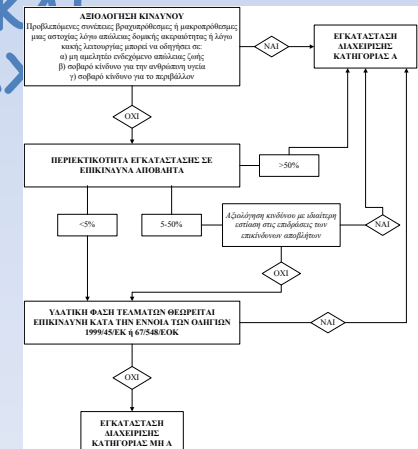 ΚΑΙ
ΑΞΙΟΛΟΓΗΣΗ ΚΙΝΔΥΝΟΥ
Προβλεπόμενες συνέπειες βραχυπρόθεσμες ή μακροπρόθεσμες
μιας αστοχίας λόγω απώλειας δομικής ακεραιότητας ή λόγω
κακής λειτουργίας μπορεί να οδηγήσει σε:
α) μη αμελητέο ενδεχόμενο απώλειας ζωής
β) σοβαρό κίνδυνο για την ανθρώπινη υγεία
γ) σοβαρό κίνδυνο για το περιβάλλον
ΝΑΙ
ΕΓΚΑΤΑΣΤΑΣΗ
ΔΙΑΧΕΙΡΙΣΗΣ
ΚΑΤΗΓΟΡΙΑΣ Α
ΟΧΙ
ΠΕΡΙΕΚΤΙΚΟΤΗΤΑ ΕΓΚΑΤΑΣΤΑΣΗΣ ΣΕ
ΕΠΙΚΙΝΔΥΝΑ ΑΠΟΒΛΗΤΑ
>50%
<5%
5-50%
Αξιολόγηση κινδύνου με ιδιαίτερη
εστίαση στις επιδράσεις των
επικίνδυνων αποβλήτων
ΝΑΙ
ΟΧΙ
ΥΔΑΤΙΚΗ ΦΑΣΗ ΤΕΛΜΑΤΩΝ ΘΕΩΡΕΙΤΑΙ
ΕΠΙΚΙΝΔΥΝΗ ΚΑΤΑ ΤΗΝ ΕΝΝΟΙΑ ΤΩΝ ΟΔΗΓΙΩΝ
1999/45/ΕΚ ή 67/548/ΕΟΚ
ΝΑΙ
ΟΧΙ
ΕΓΚΑΤΑΣΤΑΣΗ
ΔΙΑΧΕΙΡΙΣΗΣ
ΚΑΤΗΓΟΡΙΑΣ ΜΗ Α